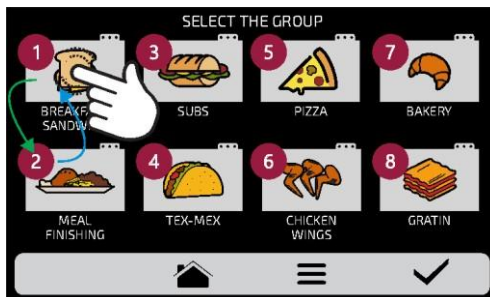 SELECT THE GROUP
1
3
5
7
SUBS
PIZZA
BAKERY
2
4
6
8
MEAL
FINISHING
TEX-MEX
CHICKEN
WINGS
GRATIN